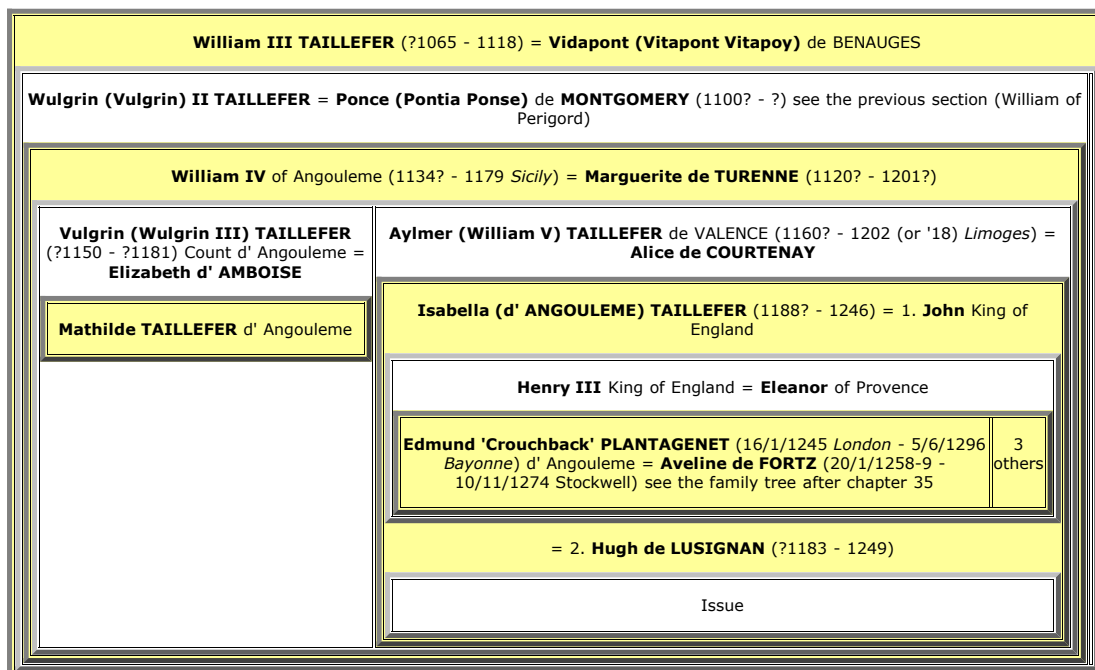 William III TAILLEFER (?1065 - 1118) = Vidapont (Vitapont Vitapoy) de BENAUGES
Wulgrin (Vulgrin) II TAILLEFER = Ponce (Pontia Ponse) de MONTGOMERY (1100? - ?) see the previous section (William of
Perigord)
William IV of Angouleme (1134? - 1179 Sicily) = Marguerite de TURENNE (1120? - 1201?)
Vulgrin (Wulgrin III) TAILLEFER
(?1150 - ?1181) Count d' Angouleme =
Elizabeth d' AMBOISE
Mathilde TAILLEFER d' Angouleme
Aylmer (William V) TAILLEFER de VALENCE (1160? - 1202 (or '18) Limoges) =
Alice de COURTENAY
Isabella (d' ANGOULEME) TAILLEFER (1188? - 1246) = 1. John King of
England
Henry III King of England = Eleanor of Provence
Edmund 'Crouchback' PLANTAGENET (16/1/1245 London - 5/6/1296
Bayonne) d' Angouleme = Aveline de FORTZ (20/1/1258-9 -
10/11/1274 Stockwell) see the family tree after chapter 35
3
others
= 2. Hugh de LUSIGNAN (?1183 - 1249)
Issue